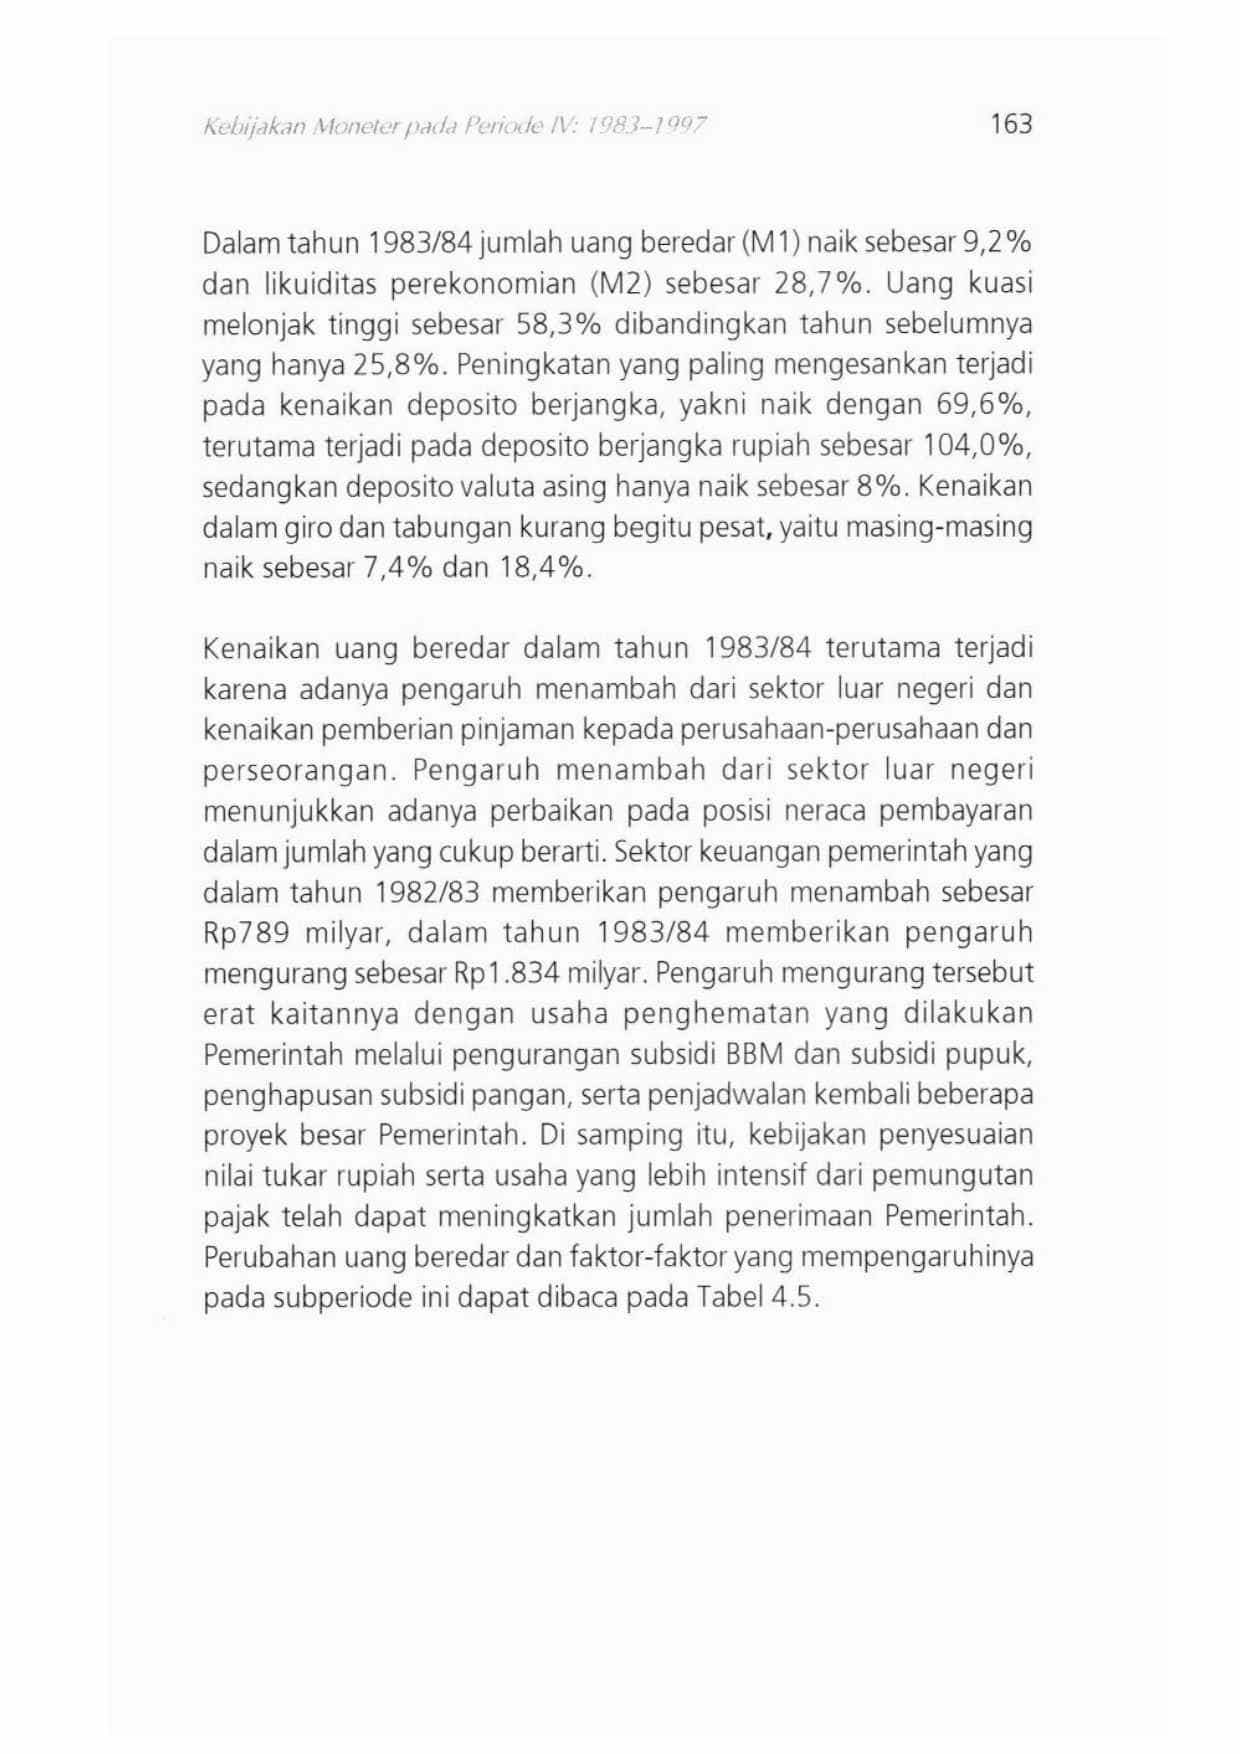 Kebijakan Moneter pada Periode IV: 1983–1997
163
Dalam tahun 1983/84 jumlah uang beredar (M1) naik sebesar 9,2%
dan likuiditas perekonomian (M2) sebesar 28,7%. Uang kuasi
melonjak tinggi sebesar 58,3% dibandingkan tahun sebelumnya
yang hanya 25,8%. Peningkatan yang paling mengesankan terjadi
pada kenaikan deposito berjangka, yakni naik dengan 69,6%,
terutama terjadi pada deposito berjangka rupiah sebesar 104,0%,
sedangkan deposito valuta asing hanya naik sebesar 8%. Kenaikan
dalam giro dan tabungan kurang begitu pesat, yaitu masing-masing
naik sebesar 7,4% dan 18,4%.
Kenaikan uang beredar dalam tahun 1983/84 terutama terjadi
karena adanya pengaruh menambah dari sektor luar negeri dan
kenaikan pemberian pinjaman kepada perusahaan-perusahaan dan
perseorangan. Pengaruh menambah dari sektor luar negeri
menunjukkan adanya perbaikan pada posisi neraca pembayaran
dalam jumlah yang cukup berarti. Sektor keuangan pemerintah yang
dalam tahun 1982/83 memberikan pengaruh menambah sebesar
Rp789 milyar, dalam tahun 1983/84 memberikan pengaruh
mengurang sebesar Rp1.834 milyar. Pengaruh mengurang tersebut
erat kaitannya dengan usaha penghematan yang dilakukan
Pemerintah melalui pengurangan subsidi BBM dan subsidi pupuk,
penghapusan subsidi pangan, serta penjadwalan kembali beberapa
proyek besar Pemerintah. Di samping itu, kebijakan penyesuaian
nilai tukar rupiah serta usaha yang lebih intensif dari pemungutan
pajak telah dapat meningkatkan jumlah penerimaan Pemerintah.
Perubahan uang beredar dan faktor-faktor yang mempengaruhinya
pada subperiode ini dapat dibaca pada Tabel 4.5.